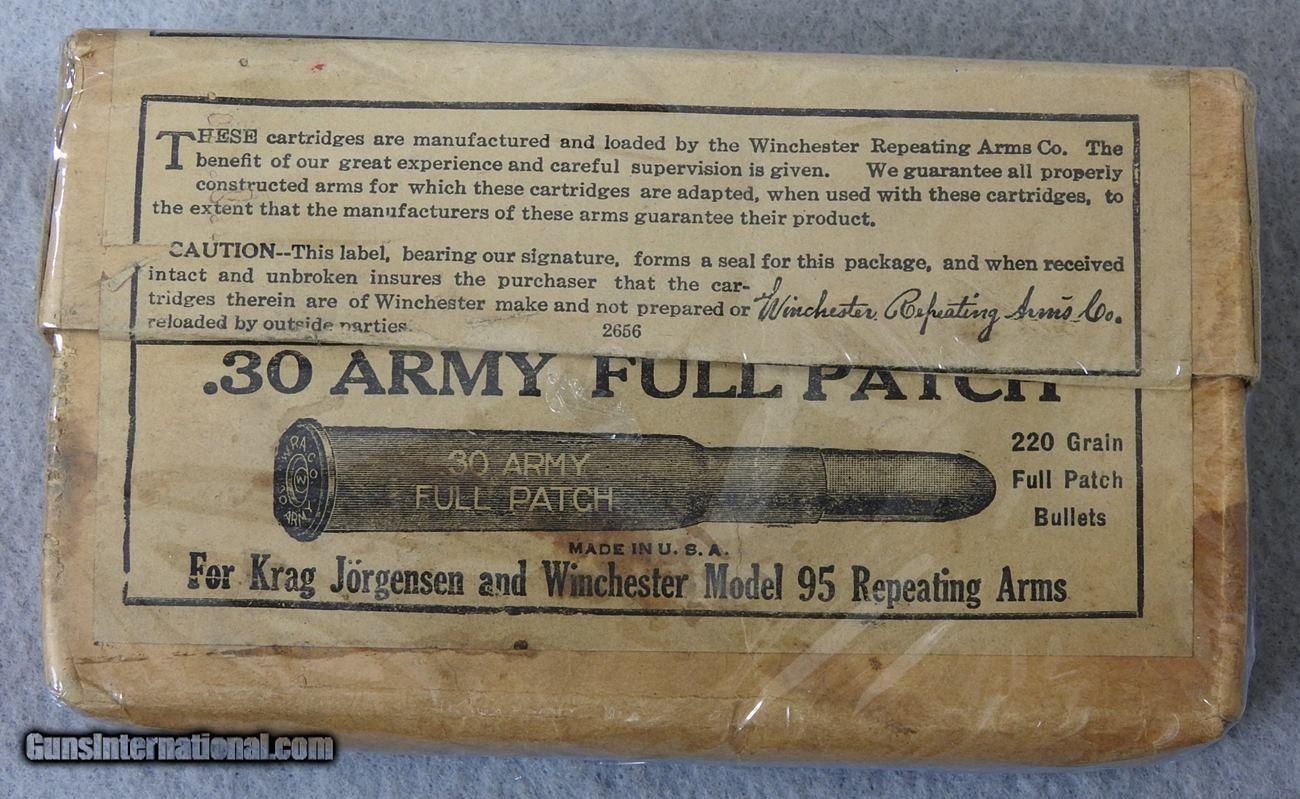 THESE cartridges are manufactured and loaded by the Winchester Repeating Arms Co. The
benefit of our great experience and careful supervision is given. We guarantee all properly
constructed arms for which these cartridges are adapted, when used with these cartridges, to
the extent that the manufacturers of these arms guarantee their product.
CAUTION--This label, bearing our signature, forms a seal for this package, and when received
intact and unbroken insures the purchaser that the car-
tridges therein are of Winchester make and not prepared or Winchester Repeating Arms Co.
reloaded by outside parties. 2656
.30 ARMY FULL PATCH
W.R.A. CO.
W
30 ARMY
30 ARMY
FULL PATCH
220 Grain
Full Patch
Bullets
MADE IN U. S. A.
For Krag Jörgensen and Winchester Model 95 Repeating Arms
GunsInternational.com